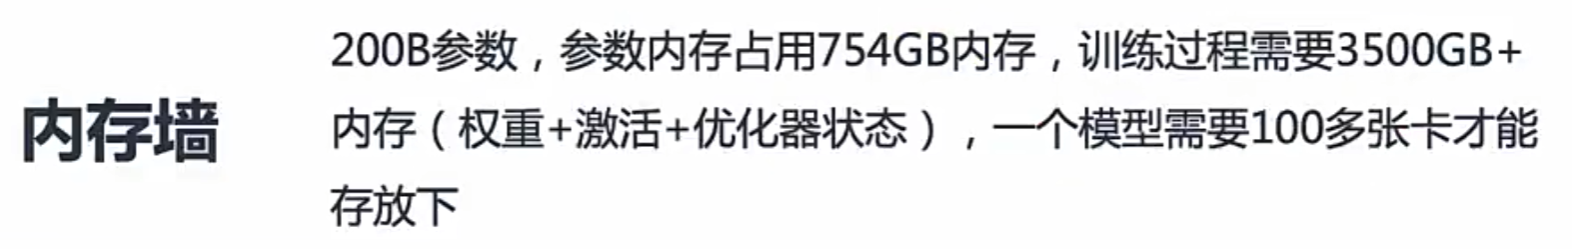 内存墙
200B参数，参数内存占用754GB内存，训练过程需要3500GB+
内存（权重+激活+优化器状态），一个模型需要100多张卡才能
存放下